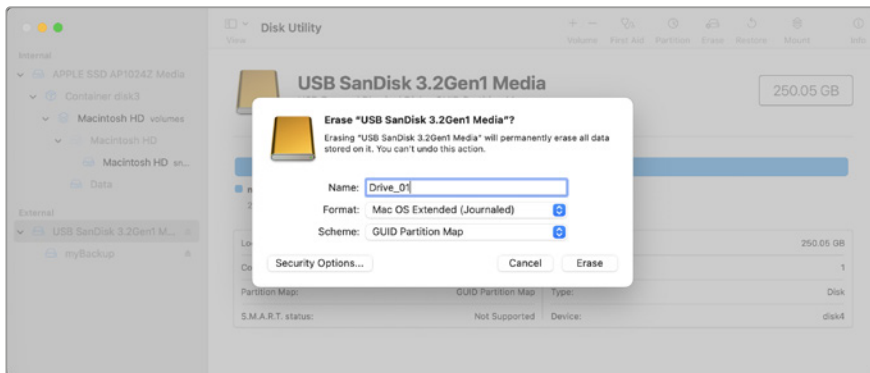 Disk Utility
View
Volume First Aid Partition Erase Restore Mount Info
Internal
APPLE SSD AP1024Z Media
Container disk3
Macintosh HD volumes
Macintosh HD
Macintosh HD sn...
Data
External
USB SanDisk 3.2Gen1 M...
myBackup
USB SanDisk 3.2Gen1 Media
250.05 GB
Erase "USB SanDisk 3.2Gen1 Media"?
Erasing "USB SanDisk 3.2Gen1 Media" will permanently erase all data
stored on it. You can't undo this action.
Name: Drive_01
Format: Mac OS Extended (Journaled)
Scheme: GUID Partition Map
Security Options... Cancel Erase
250.05 GB
1
Partition Map: GUID Partition Map Type: Disk
S.M.A.R.T. status: Not Supported Device: disk4